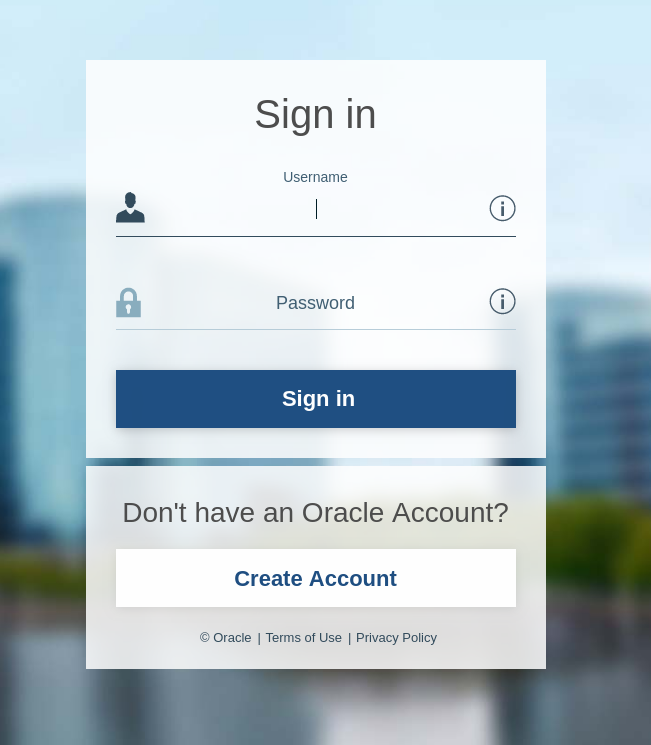 Sign in
Username
Password
Sign in
Don't have an Oracle Account?
Create Account
© Oracle | Terms of Use | Privacy Policy